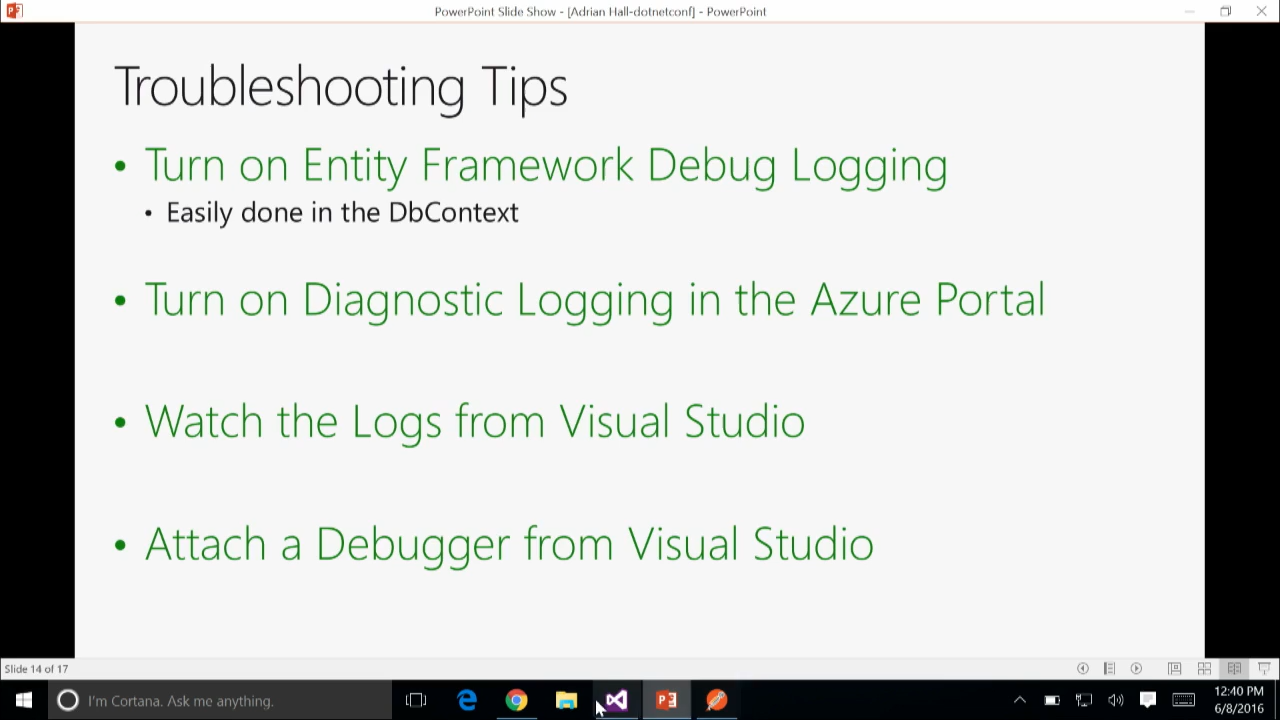 PowerPoint Slide Show - [Adrian Hall-dotnetconf] - PowerPoint
Troubleshooting Tips
• Turn on Entity Framework Debug Logging
• Easily done in the DbContext
• Turn on Diagnostic Logging in the Azure Portal
• Watch the Logs from Visual Studio
• Attach a Debugger from Visual Studio
Slide 14 of 17
I'm Cortana. Ask me anything.
12:40 PM
6/8/2016